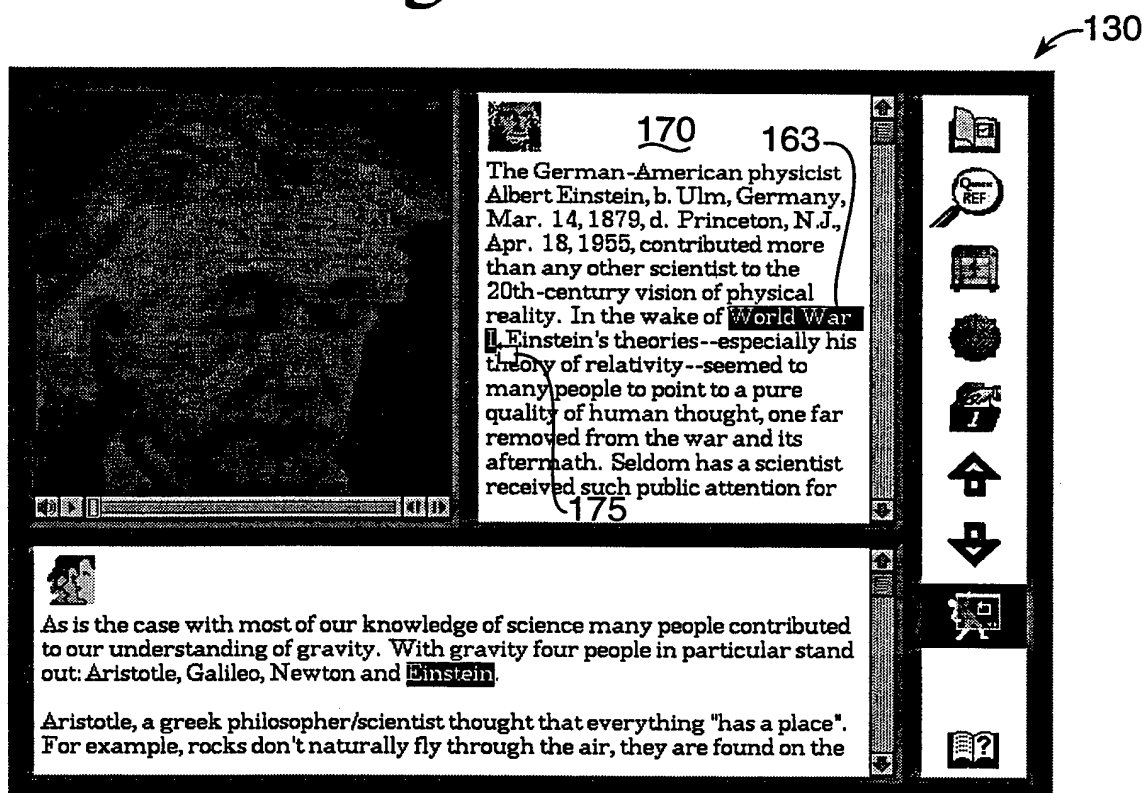 130
170
163
The German-American physicist
Albert Einstein, b. Ulm, Germany,
Mar. 14, 1879, d. Princeton, N.J.,
Apr. 18, 1955, contributed more
than any other scientist to the
20th-century vision of physical
reality. In the wake of World War
I, Einstein's theories--especially his
theory of relativity--seemed to
many people to point to a pure
quality of human thought, one far
removed from the war and its
aftermath. Seldom has a scientist
received such public attention for
175
As is the case with most of our knowledge of science many people contributed
to our understanding of gravity. With gravity four people in particular stand
out: Aristotle, Galileo, Newton and Einstein.
Aristotle, a greek philosopher/scientist thought that everything "has a place".
For example, rocks don't naturally fly through the air, they are found on the
REF
1
?